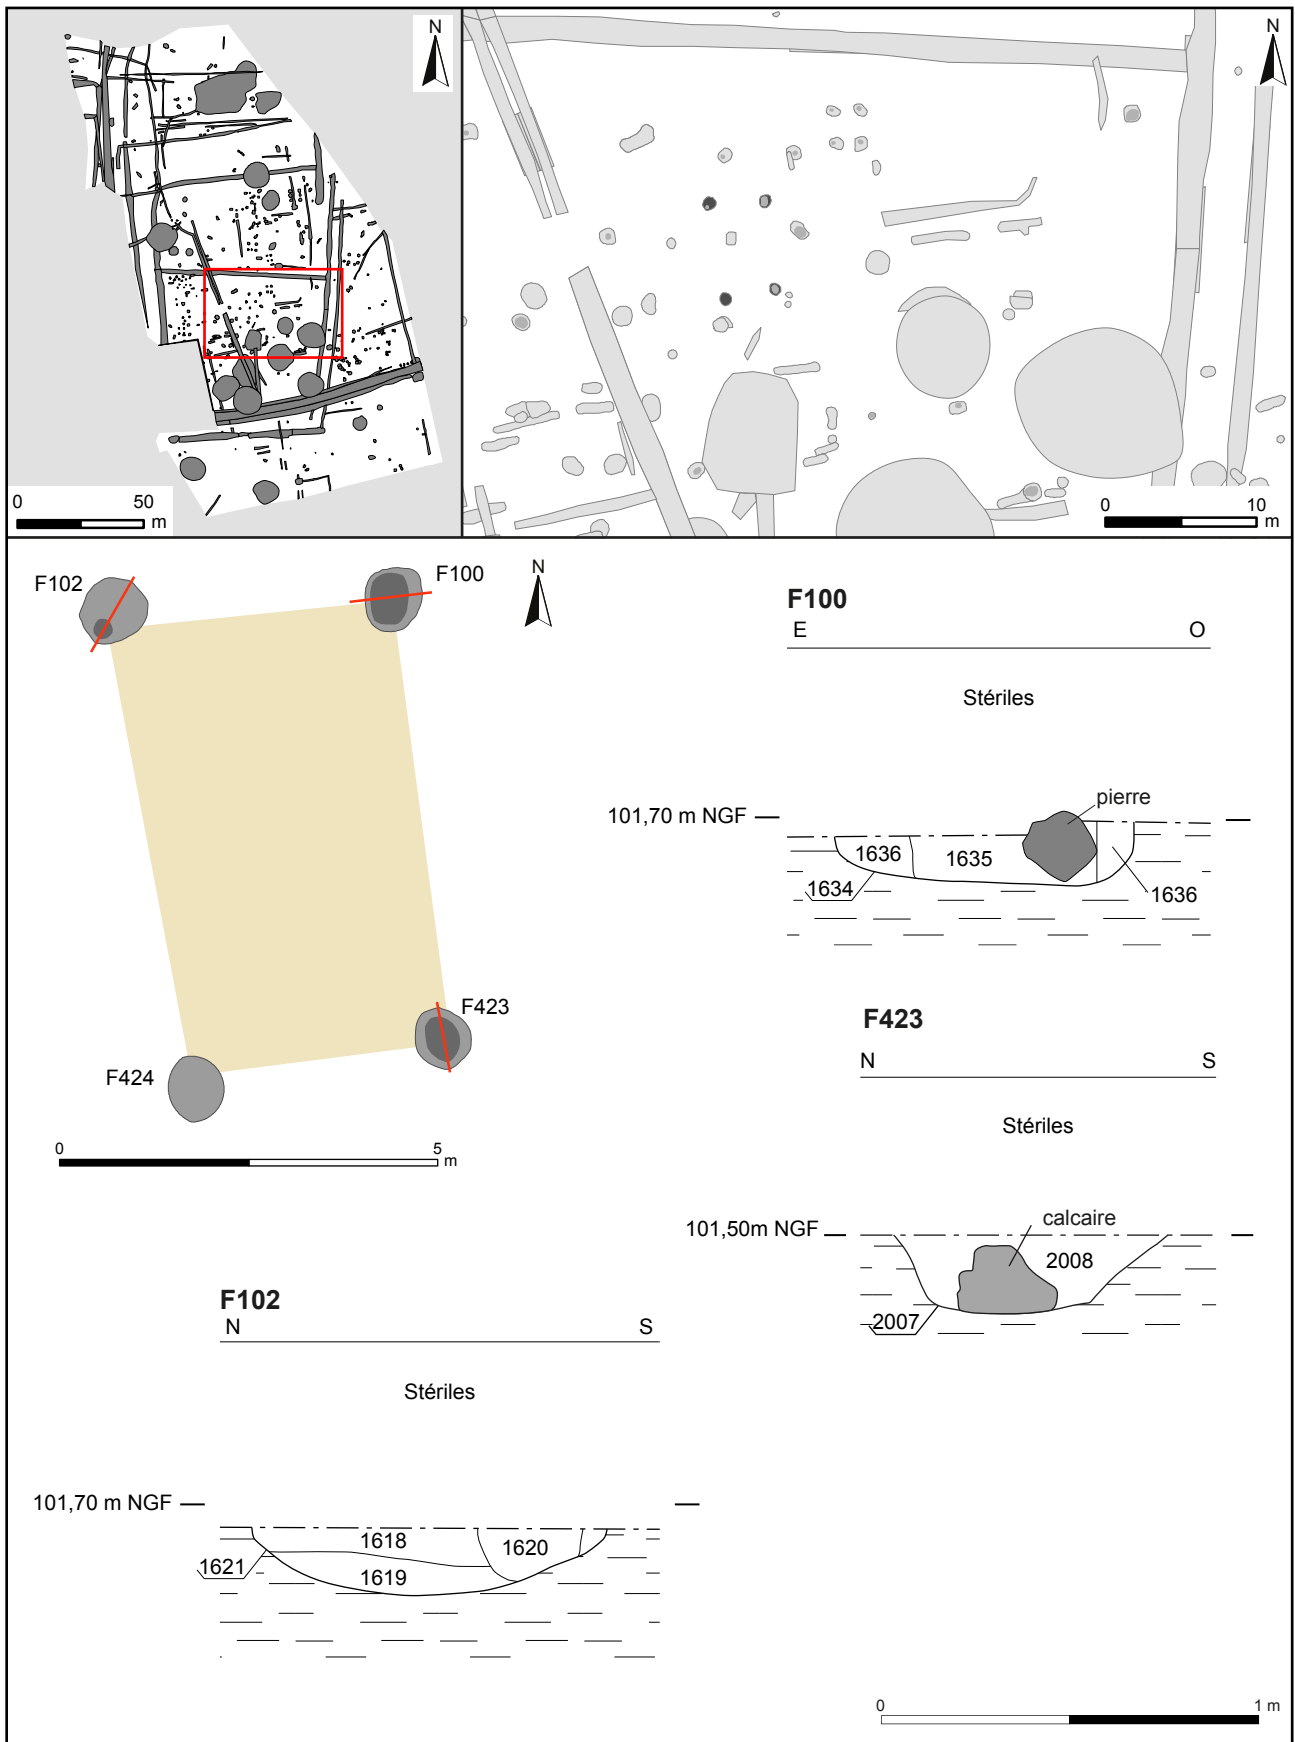 N
0 50
m
N
0 10
m
F102
F100
N
F423
F424
0 5
m
F100
E O
Stériles
101,70 m NGF
pierre
1636
1635
1634
1636
F423
N S
Stériles
101,50m NGF
calcaire
2008
2007
F102
N S
Stériles
101,70 m NGF
1618
1620
1621
1619
0 1 m